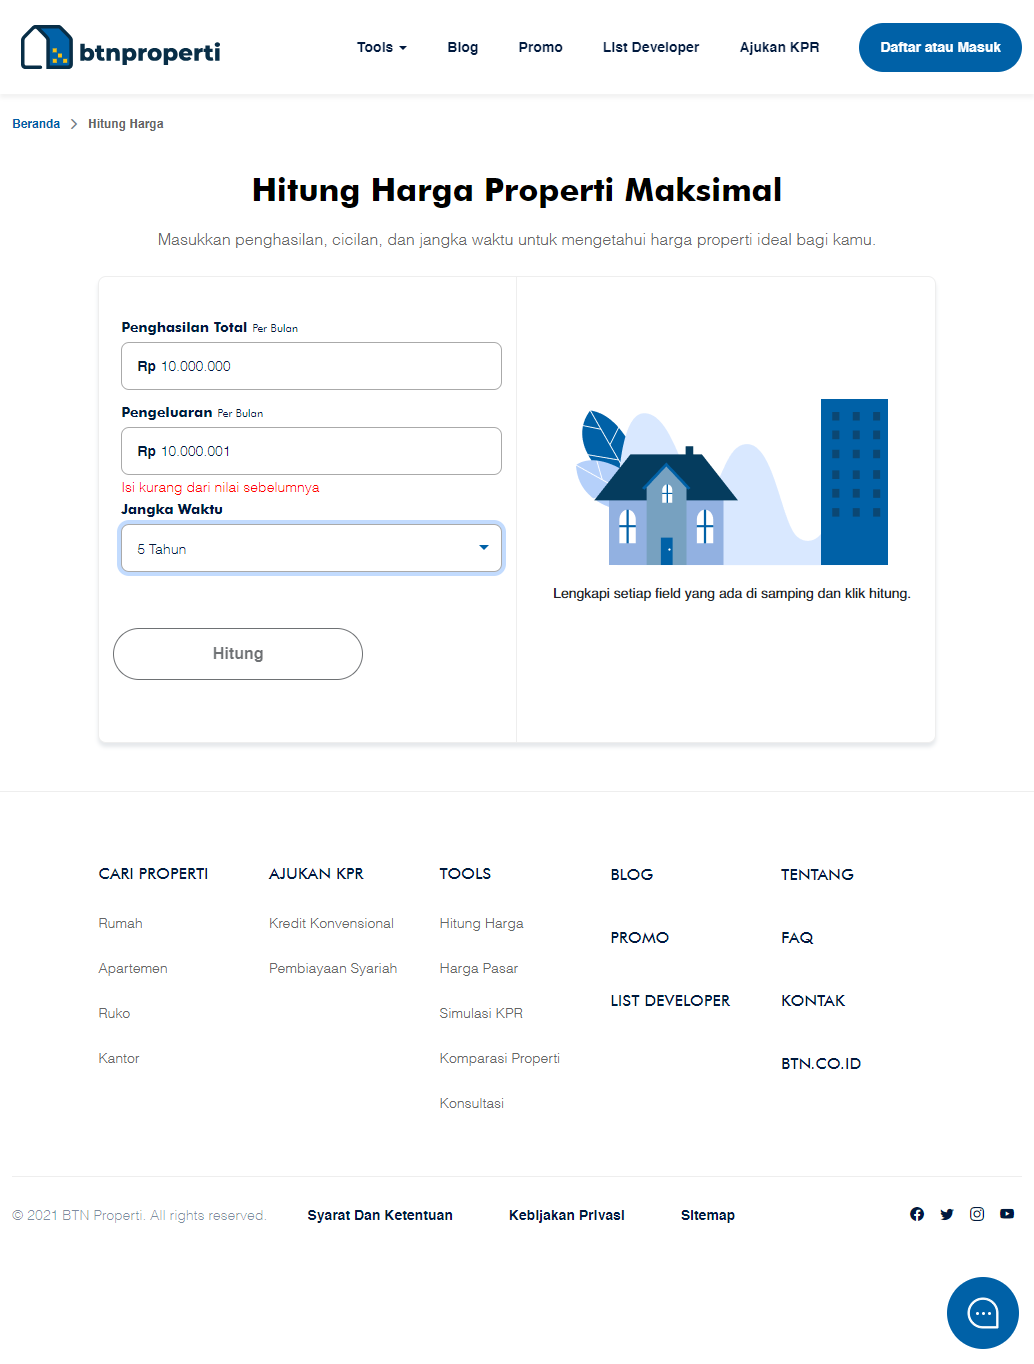 btnproperti
Tools
Blog
Promo
List Developer
Ajukan KPR
Daftar atau Masuk
Beranda
Hitung Harga
Hitung Harga Properti Maksimal
Masukkan penghasilan, cicilan, dan jangka waktu untuk mengetahui harga properti ideal bagi kamu.
Penghasilan Total Per Bulan
Rp 10.000.000
Pengeluaran Per Bulan
Rp 10.000.001
Isi kurang dari nilai sebelumnya
Jangka Waktu
5 Tahun
Hitung
Lengkapi setiap field yang ada di samping dan klik hitung.
CARI PROPERTI
Rumah
Apartemen
Ruko
Kantor
AJUKAN KPR
Kredit Konvensional
Pembiayaan Syariah
TOOLS
Hitung Harga
Harga Pasar
Simulasi KPR
Komparasi Properti
Konsultasi
BLOG
PROMO
LIST DEVELOPER
TENTANG
FAQ
KONTAK
BTN.CO.ID
© 2021 BTN Properti. All rights reserved.
Syarat Dan Ketentuan
Kebijakan Privasi
Sitemap